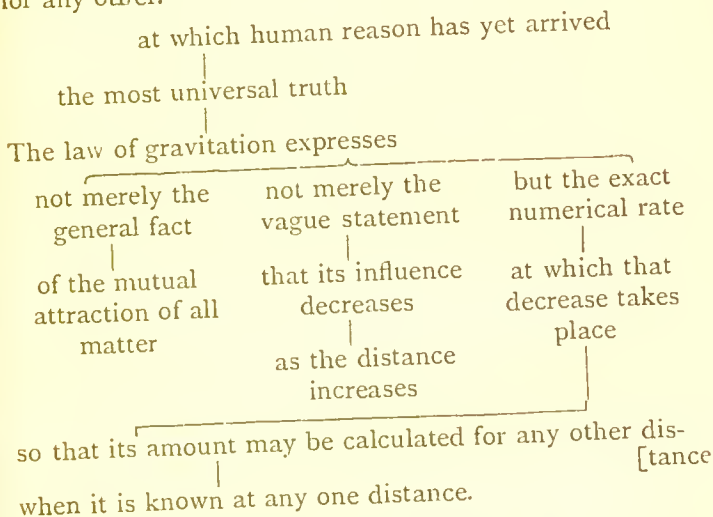 for any other.
at which human reason has yet arrived
the most universal truth
The law of gravitation expresses
not merely the
general fact
of the mutual
attraction of all
matter
not merely the
vague statement
that its influence
decreases
as the distance
increases
but the exact
numerical rate
at which that
decrease takes
place
so that its amount may be calculated for any other dis-
[tance
when it is known at any one distance.